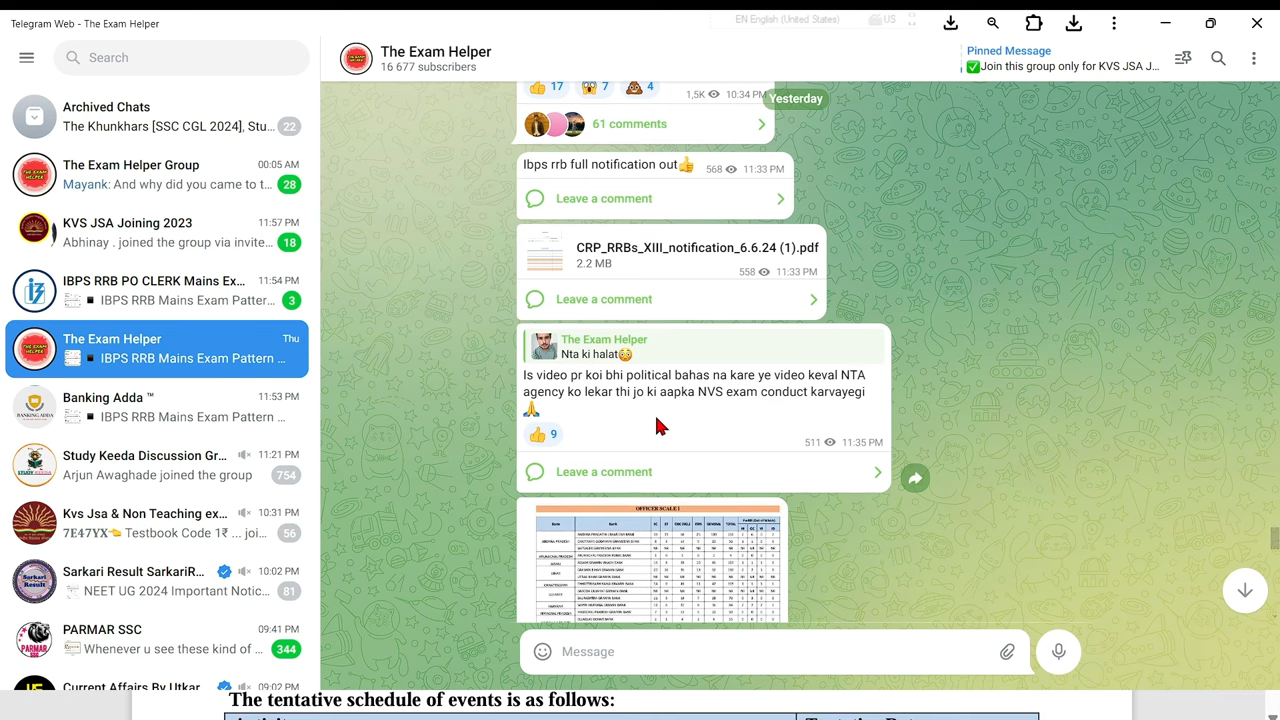 Telegram Web - The Exam Helper
EN English (United States)
US
Search
Archived Chats
The Khunkhars [SSC CGL 2024], Stu... 22
The Exam Helper Group 00:05 AM
Mayank: And why did you came to t... 28
KVS JSA Joining 2023 11:57 PM
Abhinay . joined the group via invite... 18
IBPS RRB PO CLERK Mains Ex... 11:54 PM
▪ IBPS RRB Mains Exam Patter... 3
The Exam Helper Thu
▪ IBPS RRB Mains Exam Pattern ...
Banking Adda ™ 11:53 PM
▪ IBPS RRB Mains Exam Pattern ...
Study Keeda Discussion Gr... 11:21 PM
Arjun Awaghade joined the group 754
Kvs Jsa & Non Teaching ex... 10:31 PM
7E47YX👈 Testbook Code 1₹ ... joi... 56
Sarkari Result SarkariR... 10:02 PM
NEET UG 2024 Important Notic... 81
PARMAR SSC 09:41 PM
Whenever u see these kind of ... 344
Current Affairs By Utkar 09:02 PM
The Exam Helper
16 677 subscribers
Pinned Message
✅Join this group only for KVS JSA J...
👍 17 😱 7 💩 4 1,5K 10:34 PM
Yesterday
61 comments
Ibps rrb full notification out👍 568 11:33 PM
Leave a comment
CRP_RRBs_XIII_notification_6.6.24 (1).pdf
2.2 MB
558 11:33 PM
Leave a comment
The Exam Helper
Nta ki halat😳
Is video pr koi bhi political bahas na kare ye video keval NTA
agency ko lekar thi jo ki aapka NVS exam conduct karvayegi
🙏
👍 9
511 11:35 PM
Leave a comment
OFFICER SCALE I
Message
The tentative schedule of events is as follows: